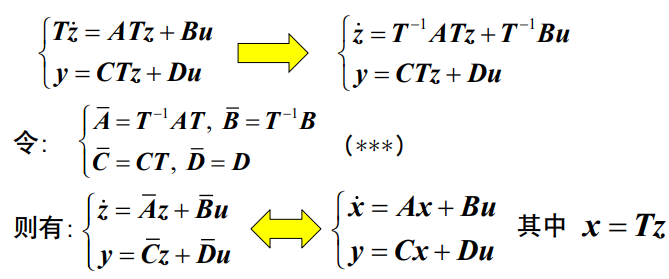 {Tż = ATz + Bu  {ż = T⁻¹ATz + T⁻¹Bu
{y = CTz + Du  {y = CTz + Du
令: {A̅ = T⁻¹AT, B̅ = T⁻¹B
{C̅ = CT, D̅ = D (***)
则有: {ż = A̅z + B̅u  {ẋ = Ax + Bu 其中 x = Tz
{y = C̅z + D̅u  {y = Cx + Du